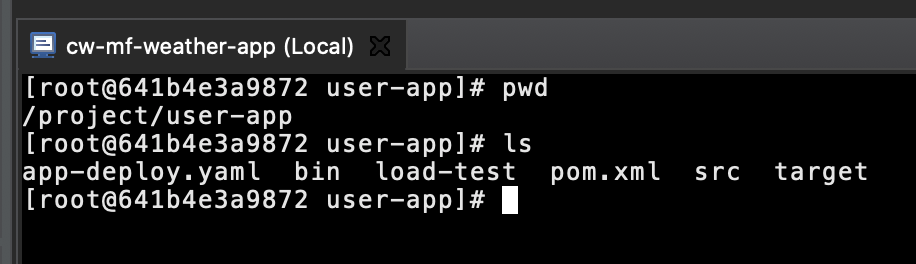 cw-mf-weather-app (Local)
[root@641b4e3a9872 user-app]# pwd
/project/user-app
[root@641b4e3a9872 user-app]# ls
app-deploy.yaml  bin  load-test  pom.xml  src  target
[root@641b4e3a9872 user-app]#